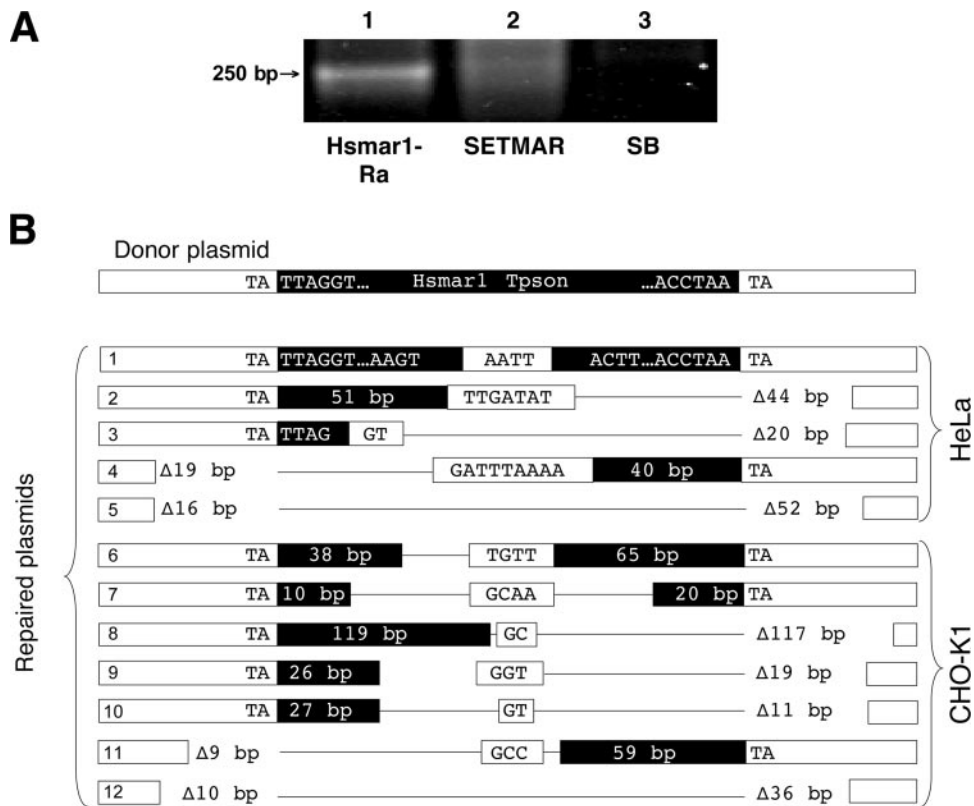 A
1 2 3
250 bp→
Hsmar1-Ra SETMAR SB
B
Donor plasmid
TA TTAGGT... Hsmar1 Tpson ...ACCTAA TA
Repaired plasmids
1 TA TTAGGT…AAGT AATT ACTT…ACCTAA TA
2 TA 51 bp TTGATAT Δ44 bp
3 TA TTAG GT Δ20 bp
4 Δ19 bp GATTTAAAA 40 bp TA
5 Δ16 bp Δ52 bp
HeLa
6 TA 38 bp TGTT 65 bp TA
7 TA 10 bp GCAA 20 bp TA
8 TA 119 bp GC Δ117 bp
9 TA 26 bp GGT Δ19 bp
10 TA 27 bp GT Δ11 bp
11 Δ9 bp GCC 59 bp TA
12 Δ10 bp Δ36 bp
CHO-K1